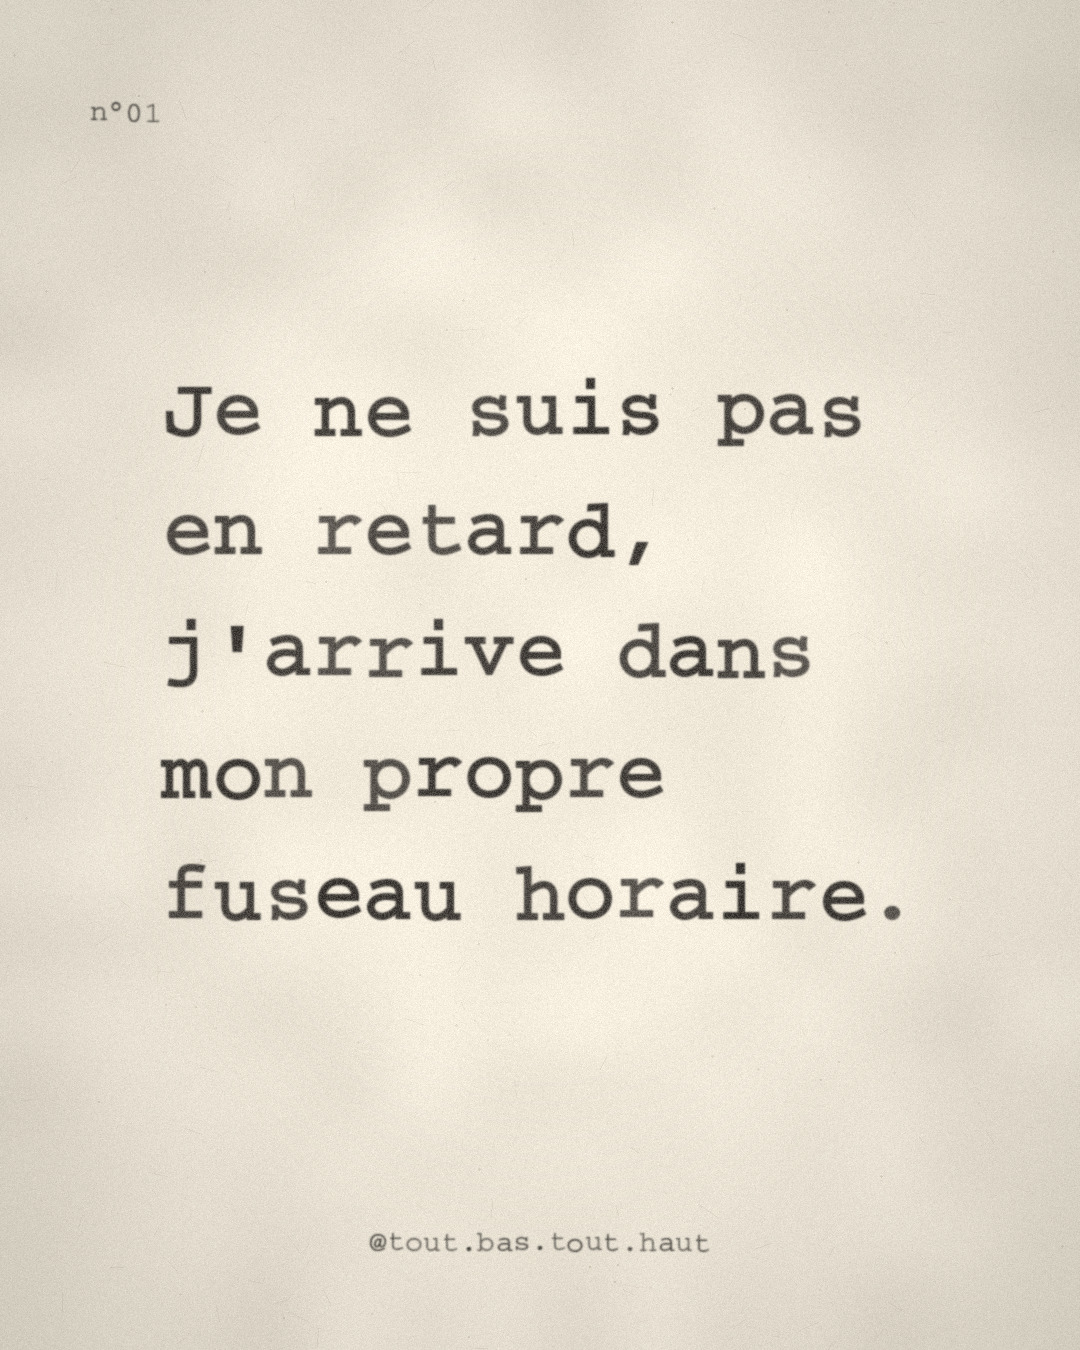 n°01
Je ne suis pas
en retard,
j'arrive dans
mon propre
fuseau horaire.
@tout.bas.tout.haut